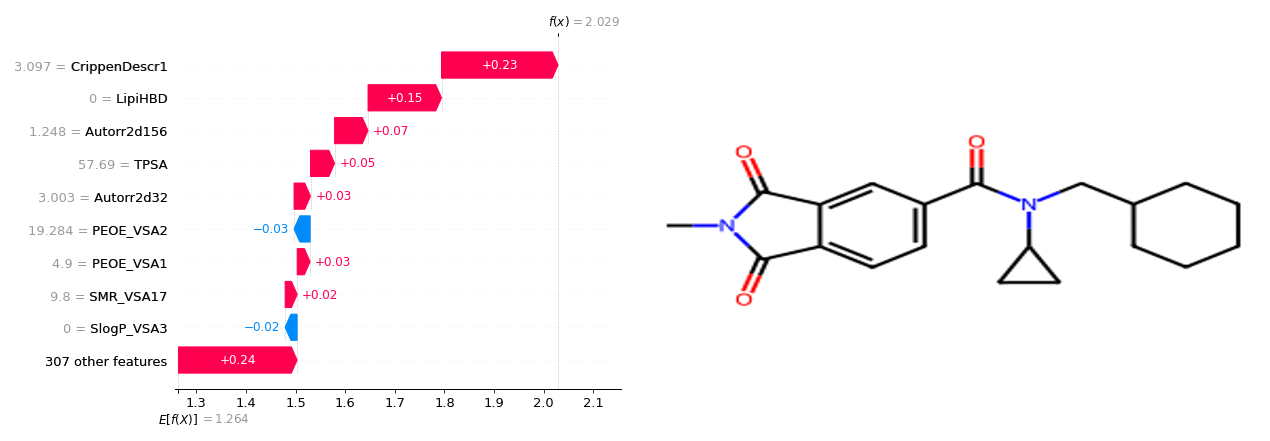 f(x) = 2.029
3.097 = CrippenDescr1 +0.23
0 = LipiHBD +0.15
1.248 = Autorr2d156 +0.07
57.69 = TPSA +0.05
3.003 = Autorr2d32 +0.03
19.284 = PEOE_VSA2 −0.03
4.9 = PEOE_VSA1 +0.03
9.8 = SMR_VSA17 +0.02
0 = SlogP_VSA3 −0.02
307 other features +0.24
1.3 1.4 1.5 1.6 1.7 1.8 1.9 2.0 2.1
E[f(X)] = 1.264
O
O
N
N
O
O